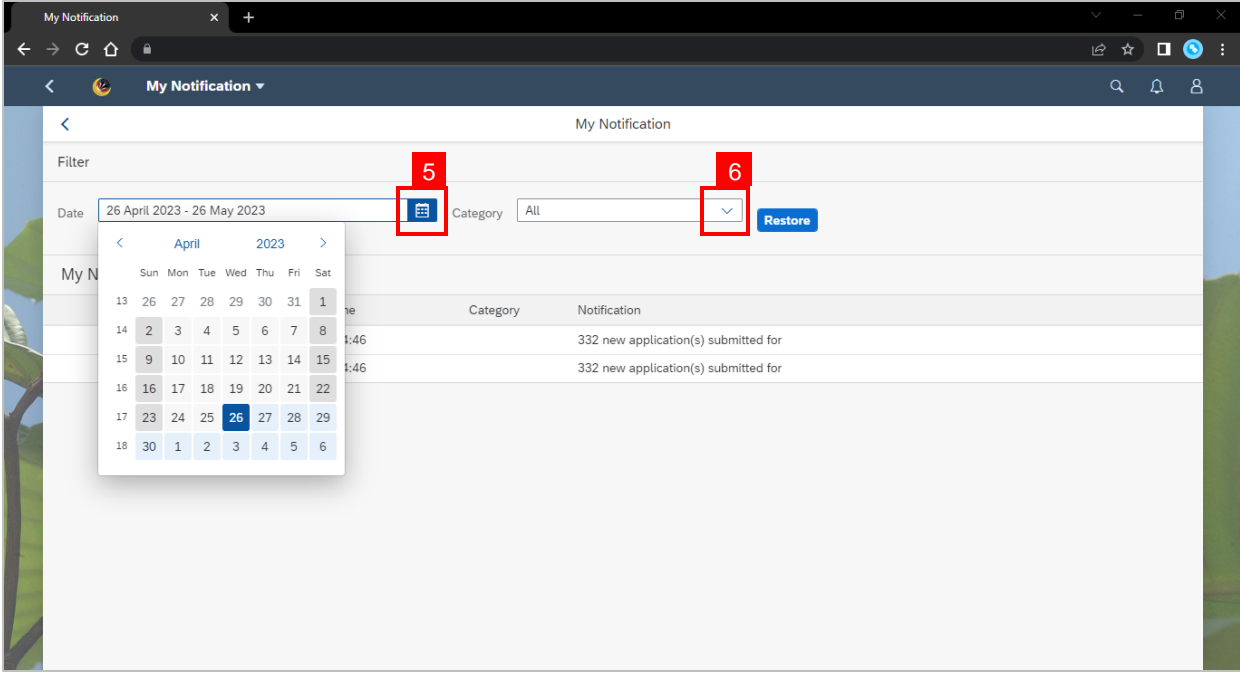 My Notification
My Notification
My Notification
Filter
5
6
Date 26 April 2023 - 26 May 2023 Category All Restore
April 2023
Sun Mon Tue Wed Thu Fri Sat
13 26 27 28 29 30 31 1
14 2 3 4 5 6 7 8
15 9 10 11 12 13 14 15
16 16 17 18 19 20 21 22
17 23 24 25 26 27 28 29
18 30 1 2 3 4 5 6
My N
Category Notification
:46 332 new application(s) submitted for
:46 332 new application(s) submitted for